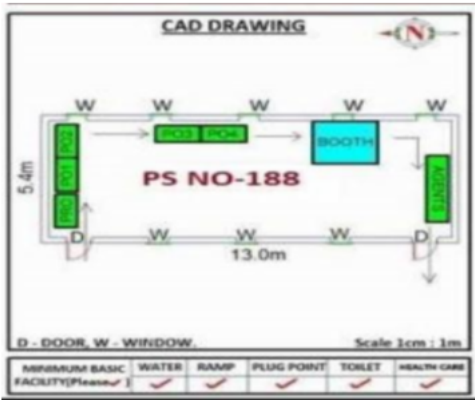 CAD DRAWING
N
W W W W W
PO2 PO3 PO4 BOOTH
PO1
PRO
AGENTS
5.4m
PS NO-188
D W W W D
13.0m
D - DOOR, W - WINDOW. Scale 1cm : 1m
MINIMUM BASIC FACILITY(Please✓) WATER RAMP PLUG POINT TOILET HEALTH CARE
✓ ✓ ✓ ✓ ✓